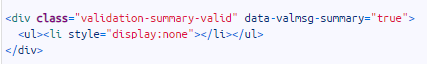 <div class="validation-summary-valid" data-valmsg-summary="true">
<ul><li style="display:none"></li></ul>
</div>